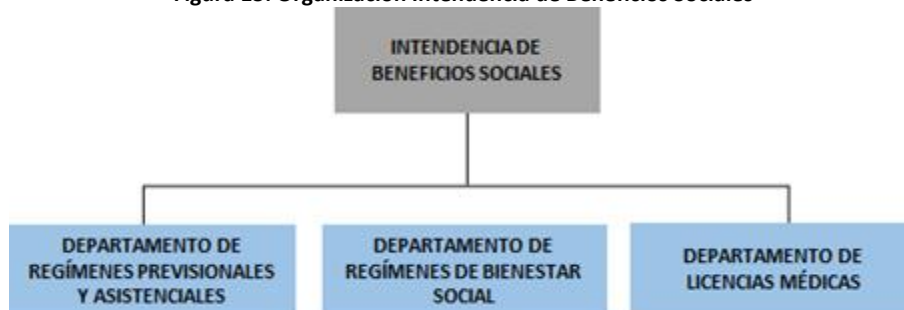 INTENDENCIA DE
BENEFICIOS SOCIALES
DEPARTAMENTO DE
REGÍMENES PREVISIONALES
Y ASISTENCIALES
DEPARTAMENTO DE
REGÍMENES DE BIENESTAR
SOCIAL
DEPARTAMENTO DE
LICENCIAS MÉDICAS